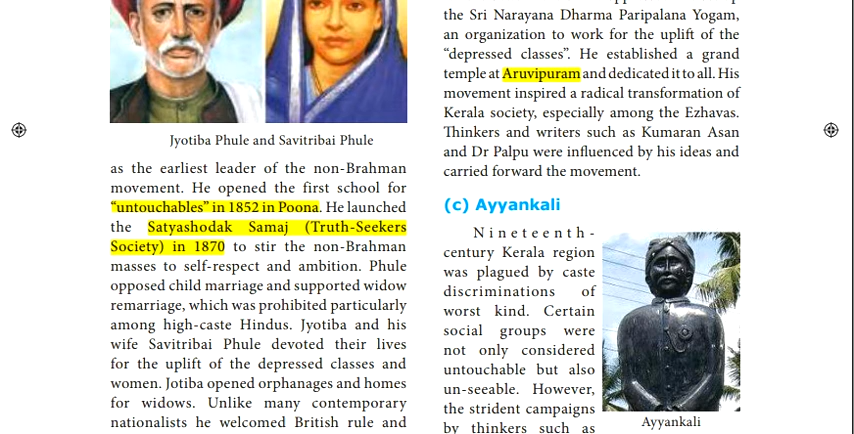 Jyotiba Phule and Savitribai Phule
as the earliest leader of the non-Brahman
movement. He opened the first school for
“untouchables” in 1852 in Poona. He launched
the Satyashodak Samaj (Truth-Seekers
Society) in 1870 to stir the non-Brahman
masses to self-respect and ambition. Phule
opposed child marriage and supported widow
remarriage, which was prohibited particularly
among high-caste Hindus. Jyotiba and his
wife Savitribai Phule devoted their lives
for the uplift of the depressed classes and
women. Jotiba opened orphanages and homes
for widows. Unlike many contemporary
nationalists he welcomed British rule and
the Sri Narayana Dharma Paripalana Yogam,
an organization to work for the uplift of the
“depressed classes”. He established a grand
temple at Aruvipuram and dedicated it to all. His
movement inspired a radical transformation of
Kerala society, especially among the Ezhavas.
Thinkers and writers such as Kumaran Asan
and Dr Palpu were influenced by his ideas and
carried forward the movement.
(c) Ayyankali
Nineteenth-
century Kerala region
was plagued by caste
discriminations of
worst kind. Certain
social groups were
not only considered
untouchable but also
un-seeable. However,
the strident campaigns
by thinkers such as
Ayyankali